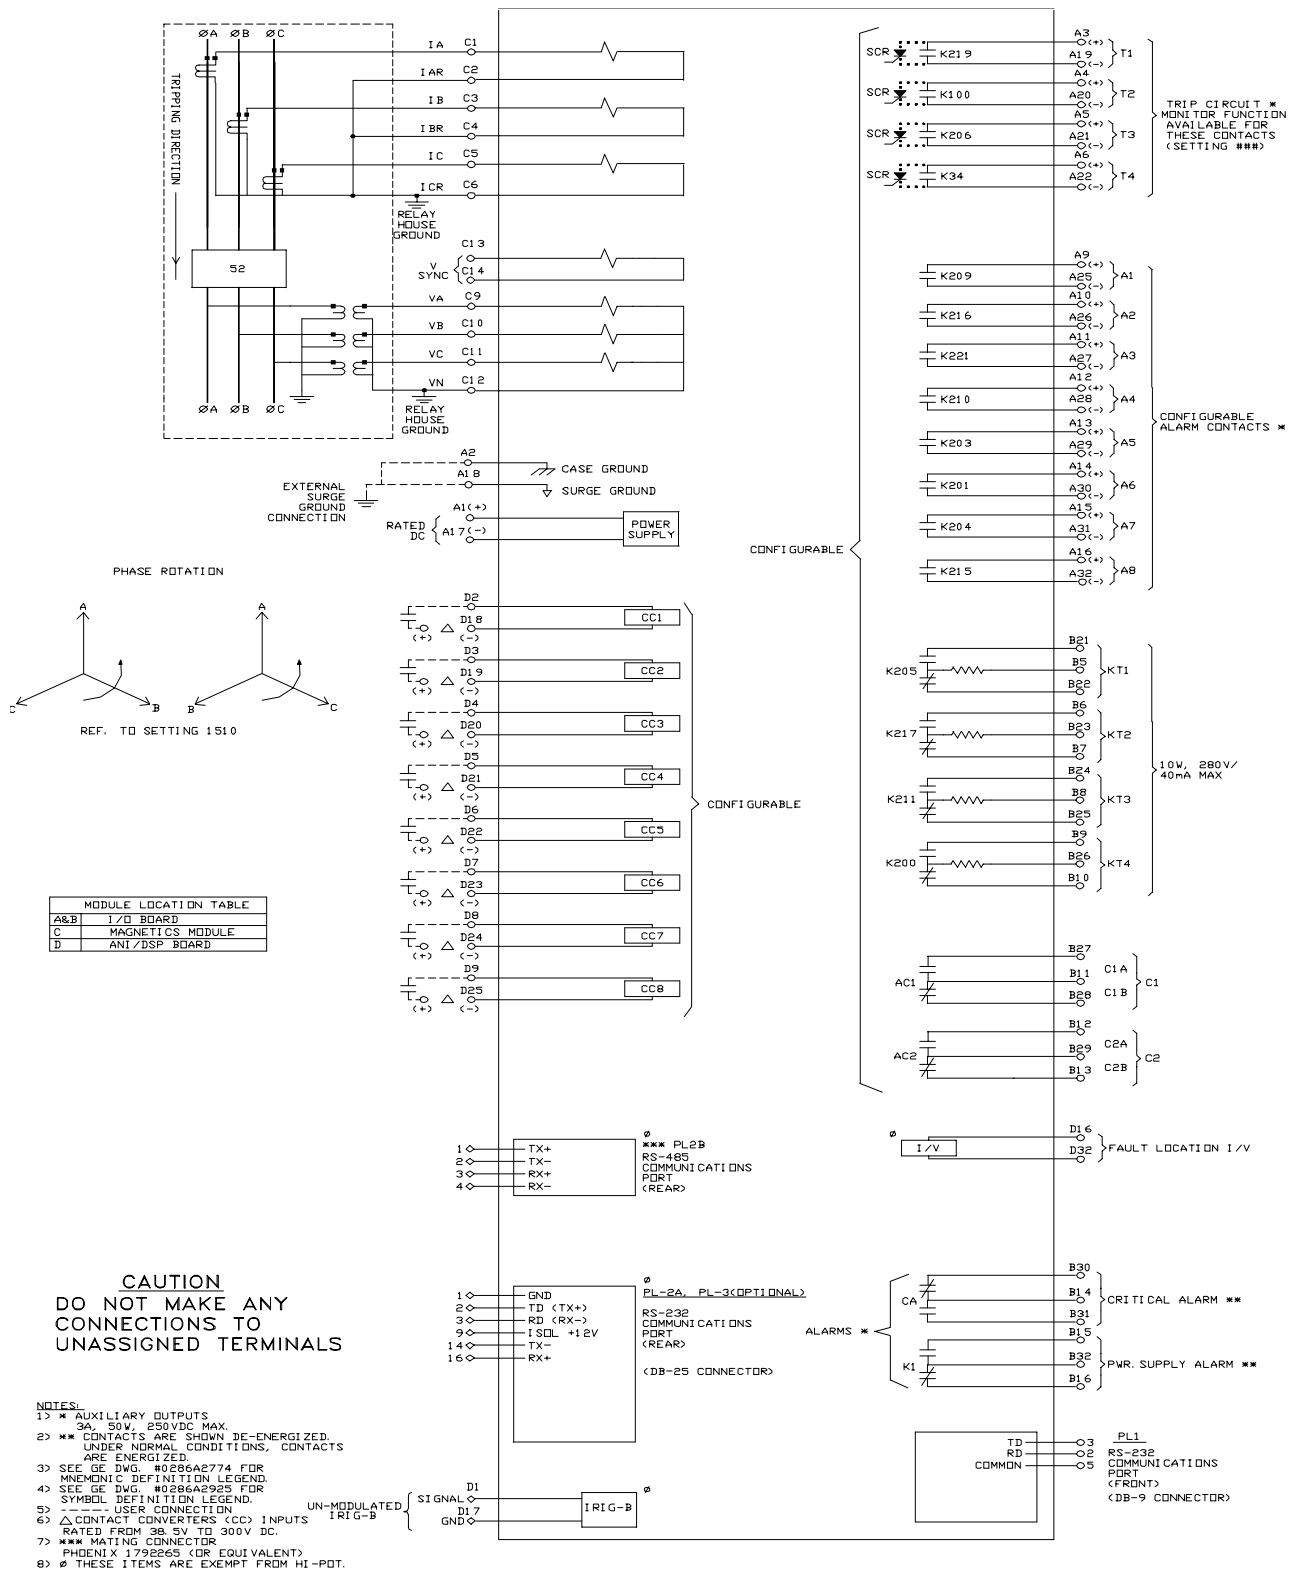 ØA ØB ØC
TRIPPING DIRECTION
52
ØA ØB ØC
IA C1
IAR C2
IB C3
IBR C4
IC C5
ICR C6
RELAY
HOUSE
GROUND
V
SYNC
C13
C14
VA C9
VB C10
VC C11
VN C12
RELAY
HOUSE
GROUND
A2
A18
CASE GROUND
SURGE GROUND
EXTERNAL
SURGE
GROUND
CONNECTION
RATED
DC
A1(+)
A17(-)
POWER
SUPPLY
PHASE ROTATION
A
C
B
A
B
C
REF. TO SETTING 1510
D2
D18
(+) (-)
CC1
D3
D19
(+) (-)
CC2
D4
D20
(+) (-)
CC3
D5
D21
(+) (-)
CC4
D6
D22
(+) (-)
CC5
D7
D23
(+) (-)
CC6
D8
D24
(+) (-)
CC7
D9
D25
(+) (-)
CC8
CONFIGURABLE
MODULE LOCATION TABLE
A&B I/O BOARD
C MAGNETICS MODULE
D ANI/DSP BOARD
CONFIGURABLE
SCR K219 A3 (+) A19 (-) T1
SCR K100 A4 (+) A20 (-) T2
SCR K206 A5 (+) A21 (-) T3
SCR K34 A6 (+) A22 (-) T4
TRIP CIRCUIT *
MONITOR FUNCTION
AVAILABLE FOR
THESE CONTACTS
(SETTING ###)
K209 A9 (+) A25 (-) A1
K216 A10 (+) A26 (-) A2
K221 A11 (+) A27 (-) A3
K210 A12 (+) A28 (-) A4
K203 A13 (+) A29 (-) A5
K201 A14 (+) A30 (-) A6
K204 A15 (+) A31 (-) A7
K215 A16 (+) A32 (-) A8
CONFIGURABLE
ALARM CONTACTS *
K205 B21 B5 B22 KT1
K217 B6 B23 B7 KT2
K211 B24 B8 B25 KT3
K200 B9 B26 B10 KT4
10W, 280V/
40mA MAX
AC1 B27 B11 B28 C1A C1B C1
AC2 B12 B29 B13 C2A C2B C2
Ø
I/V
D16
D32
FAULT LOCATION I/V
1 TX+
2 TX-
3 RX+
4 RX-
Ø
*** PL2B
RS-485
COMMUNICATIONS
PORT
(REAR)
1 GND
2 TD (TX+)
3 RD (RX-)
9 ISOL +12V
14 TX-
16 RX+
Ø
PL-2A, PL-3(OPTIONAL)
RS-232
COMMUNICATIONS
PORT
(REAR)
(DB-25 CONNECTOR)
ALARMS *
CA B30 B14 B31 CRITICAL ALARM **
K1 B15 B32 B16 PWR. SUPPLY ALARM **
TD 3
RD 2
COMMON 5
PL1
RS-232
COMMUNICATIONS
PORT
(FRONT)
(DB-9 CONNECTOR)
UN-MODULATED
IRIG-B
D1
SIGNAL
D17
GND
IRIG-B
Ø
CAUTION
DO NOT MAKE ANY
CONNECTIONS TO
UNASSIGNED TERMINALS
NOTES:
1) * AUXILIARY OUTPUTS
3A, 50W, 250VDC MAX.
2) ** CONTACTS ARE SHOWN DE-ENERGIZED.
UNDER NORMAL CONDITIONS, CONTACTS
ARE ENERGIZED.
3) SEE GE DWG. #0286A2774 FOR
MNEMONIC DEFINITION LEGEND.
4) SEE GE DWG. #0286A2925 FOR
SYMBOL DEFINITION LEGEND.
5) ----- USER CONNECTION
6) △ CONTACT CONVERTERS (CC) INPUTS
RATED FROM 38.5V TO 300V DC.
7) *** MATING CONNECTOR
PHOENIX 1792265 (OR EQUIVALENT)
8) Ø THESE ITEMS ARE EXEMPT FROM HI-POT.